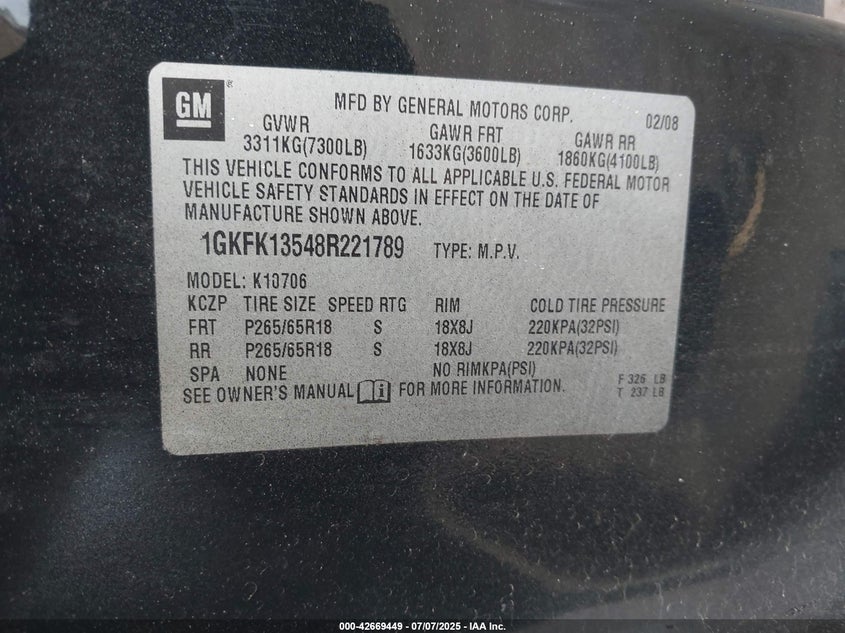 GM ®
MFD BY GENERAL MOTORS CORP. 02/08
GVWR GAWR FRT GAWR RR
3311KG(7300LB) 1633KG(3600LB) 1860KG(4100LB)
THIS VEHICLE CONFORMS TO ALL APPLICABLE U.S. FEDERAL MOTOR
VEHICLE SAFETY STANDARDS IN EFFECT ON THE DATE OF
MANUFACTURE SHOWN ABOVE.
1GKFK13548R221789 TYPE: M.P.V.
MODEL: K10706
KCZP TIRE SIZE SPEED RTG RIM COLD TIRE PRESSURE
FRT P265/65R18 S 18X8J 220KPA(32PSI)
RR P265/65R18 S 18X8J 220KPA(32PSI)
SPA NONE NO RIMKPA(PSI)
SEE OWNER'S MANUAL i FOR MORE INFORMATION.
F 326 LB
T 237 LB
000-42669449 - 07/07/2025 - IAA Inc.